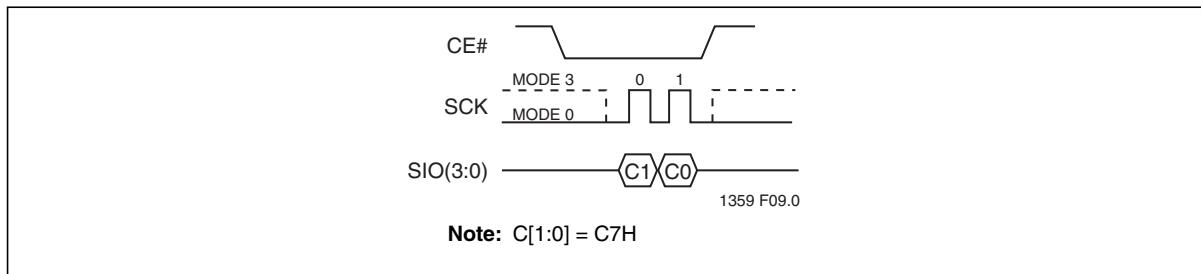 CE#
MODE 3 0 1
SCK
MODE 0
SIO(3:0) C1 C0
1359 F09.0
Note: C[1:0] = C7H